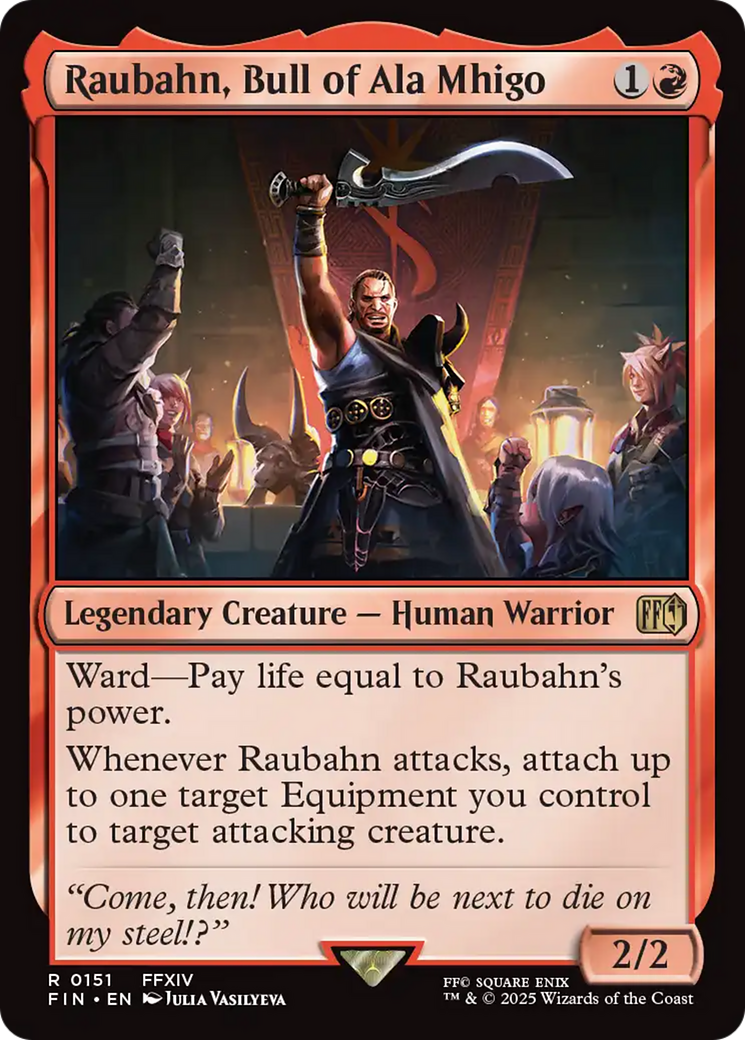 Raubahn, Bull of Ala Mhigo 1
Legendary Creature — Human Warrior FF
Ward—Pay life equal to Raubahn's
power.
Whenever Raubahn attacks, attach up
to one target Equipment you control
to target attacking creature.
“Come, then! Who will be next to die on
my steel!?”
2/2
R 0151 FFXIV
FIN • EN Julia Vasilyeva
FF© SQUARE ENIX
™ & © 2025 Wizards of the Coast